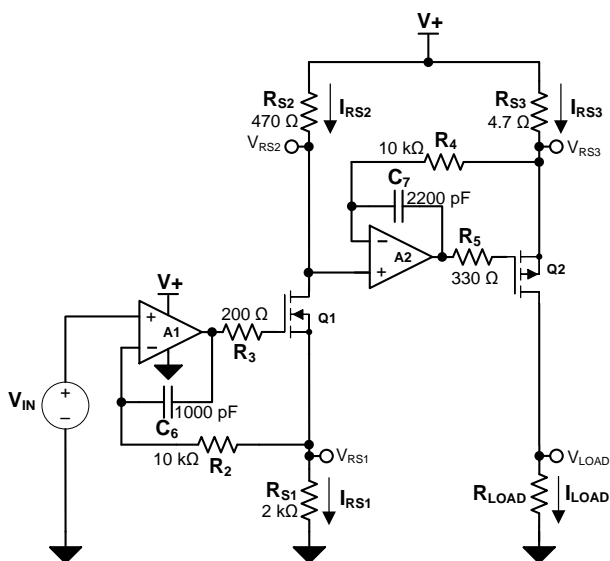 V+
RS2
470 Ω
IRS2
RS3
4.7 Ω
IRS3
VRS2
VRS3
10 kΩ
R4
C7
2200 pF
−
+
A2
R5
330 Ω
Q2
V+
+
−
A1
200 Ω
R3
Q1
VIN
+
−
C6
1000 pF
10 kΩ
R2
VRS1
RS1
2 kΩ
IRS1
VLOAD
RLOAD
ILOAD